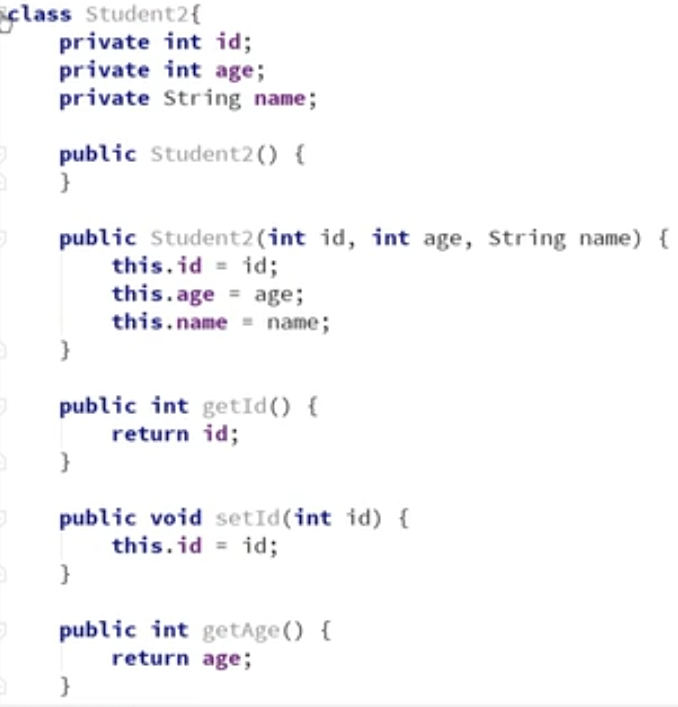 class Student2{
    private int id;
    private int age;
    private String name;

    public Student2() {
    }

    public Student2(int id, int age, String name) {
        this.id = id;
        this.age = age;
        this.name = name;
    }

    public int getId() {
        return id;
    }

    public void setId(int id) {
        this.id = id;
    }

    public int getAge() {
        return age;
    }